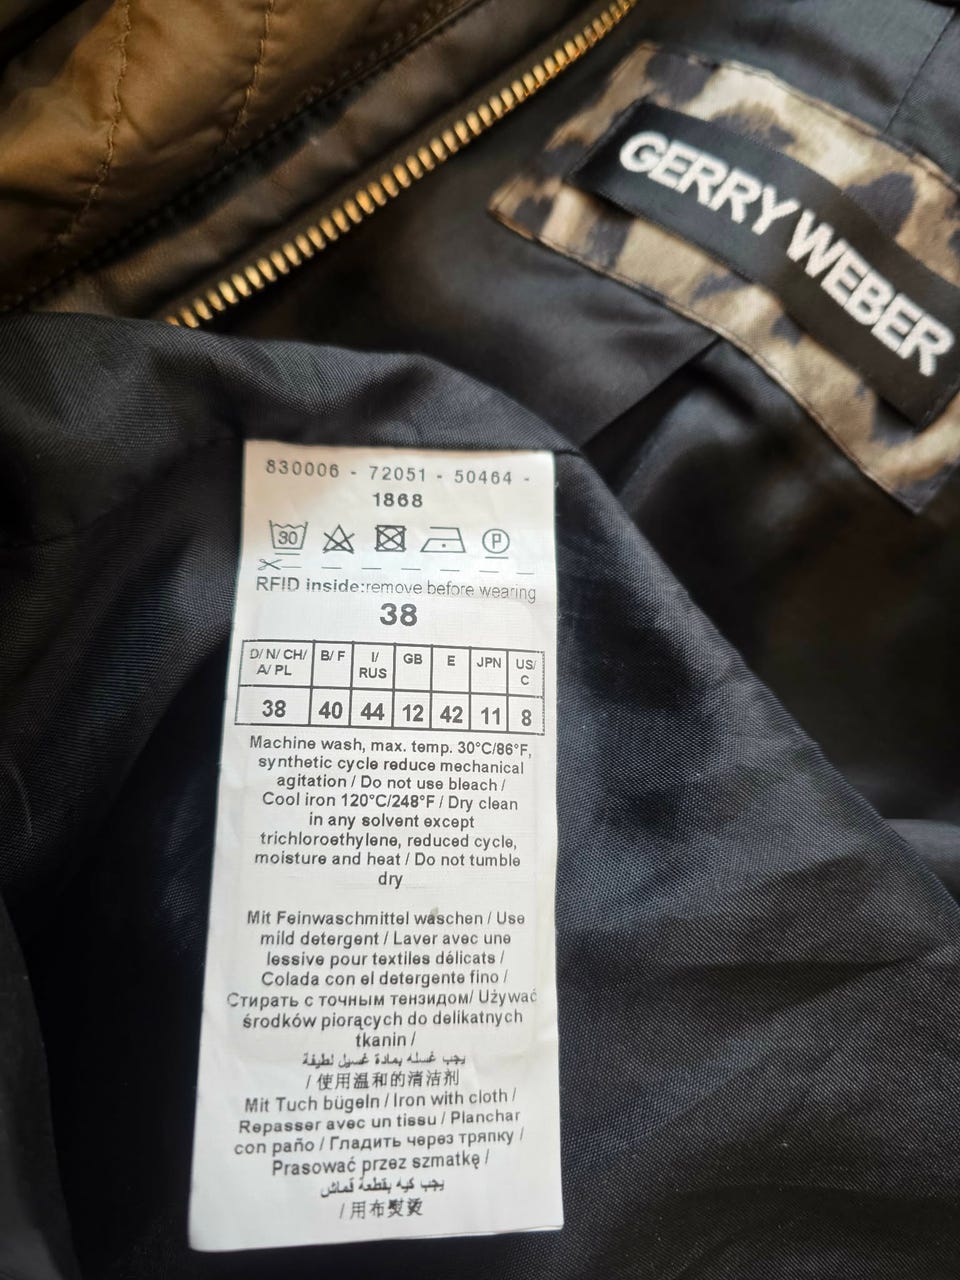 GERRY WEBER
830006 - 72051 - 50464 -
1868
30 P
RFID inside:remove before wearing
38
D/ N/ CH/ A/ PL B/ F I/ RUS GB E JPN US/ C
38 40 44 12 42 11 8
Machine wash, max. temp. 30°C/86°F,
synthetic cycle reduce mechanical
agitation / Do not use bleach /
Cool iron 120°C/248°F / Dry clean
in any solvent except
trichloroethylene, reduced cycle,
moisture and heat / Do not tumble
dry
Mit Feinwaschmittel waschen / Use
mild detergent / Laver avec une
lessive pour textiles délicats /
Colada con el detergente fino /
Стирать с точным тензидом/ Używać
środków piorących do delikatnych
tkanin /
يجب غسله بمادة غسيل لطيفة
/ 使用温和的清洁剂
Mit Tuch bügeln / Iron with cloth /
Repasser avec un tissu / Planchar
con paño / Гладить через тряпку /
Prasować przez szmatkę /
يجب كيه بقطعة قماش
/ 用布熨烫